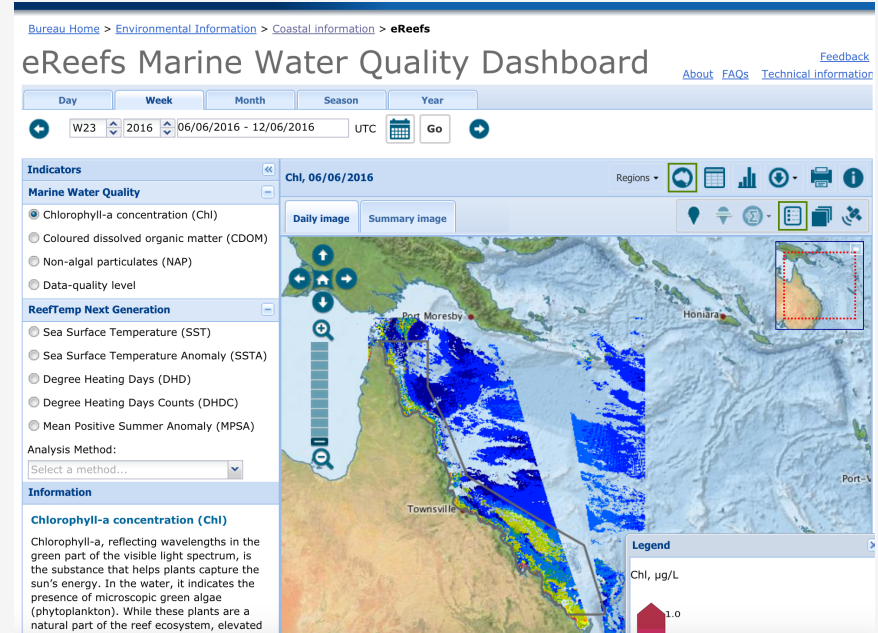 Bureau Home > Environmental Information > Coastal information > eReefs
eReefs Marine Water Quality Dashboard
Feedback
About FAQs Technical information
Day Week Month Season Year
W23 2016 06/06/2016 - 12/06/2016 UTC Go
Indicators
Marine Water Quality
Chlorophyll-a concentration (Chl)
Coloured dissolved organic matter (CDOM)
Non-algal particulates (NAP)
Data-quality level
ReefTemp Next Generation
Sea Surface Temperature (SST)
Sea Surface Temperature Anomaly (SSTA)
Degree Heating Days (DHD)
Degree Heating Days Counts (DHDC)
Mean Positive Summer Anomaly (MPSA)
Analysis Method:
Select a method...
Information
Chlorophyll-a concentration (Chl)
Chlorophyll-a, reflecting wavelengths in the
green part of the visible light spectrum, is
the substance that helps plants capture the
sun's energy. In the water, it indicates the
presence of microscopic green algae
(phytoplankton). While these plants are a
natural part of the reef ecosystem, elevated
Chl, 06/06/2016
Regions
Daily image Summary image
Port Moresby
Honiara
Port-V
Townsville
Legend
Chl, µg/L
1.0